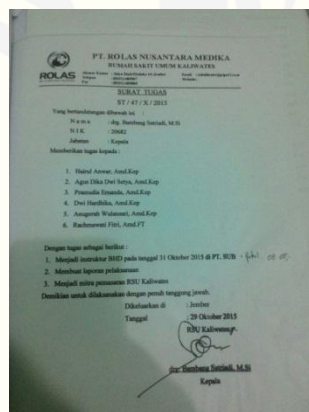 ROLAS
PT. ROLAS NUSANTARA MEDIKA
RUMAH SAKIT UMUM KALIWATES
SURAT TUGAS
ST / 47 / X / 2015
Yang bertandatangan dibawah ini :
Nama : drg. Bambang Satriadi, M.Si
NIK : 20682
Jabatan : Kepala
Memberikan tugas kepada :
1. Hairul Anwar, Amd.Kep
2. Agus Dika Dwi Setya, Amd.Kep
3. Pramudia Ernanda, Amd.Kep
4. Dwi Hardhika, Amd.Kep
5. Anugerah Wulansari, Amd.Kep
6. Rachmawati Fitri, Amd.FT
Dengan tugas sebagai berikut :
1. Menjadi instruktur BHD pada tanggal 31 Oktober 2015 di PT. SUB -
2. Membuat laporan pelaksanaan
3. Menjadi mitra pemasaran RSU Kaliwates
Demikian untuk dilaksanakan dengan penuh tanggung jawab.
Dikeluarkan di : Jember
Tanggal : 29 Oktober 2015
RSU Kaliwates
drg. Bambang Satriadi, M.Si
Kepala